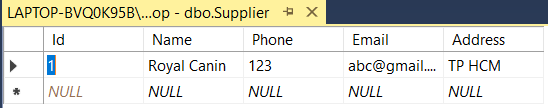 LAPTOP-BVQ0K95B\...op - dbo.Supplier
Id Name Phone Email Address
1 Royal Canin 123 abc@gmail.... TP HCM
* NULL NULL NULL NULL NULL